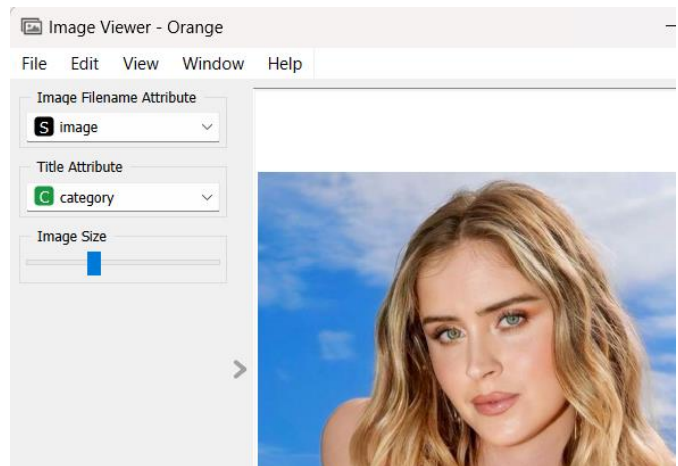 Image Viewer - Orange
File Edit View Window Help
Image Filename Attribute
S image
Title Attribute
C category
Image Size